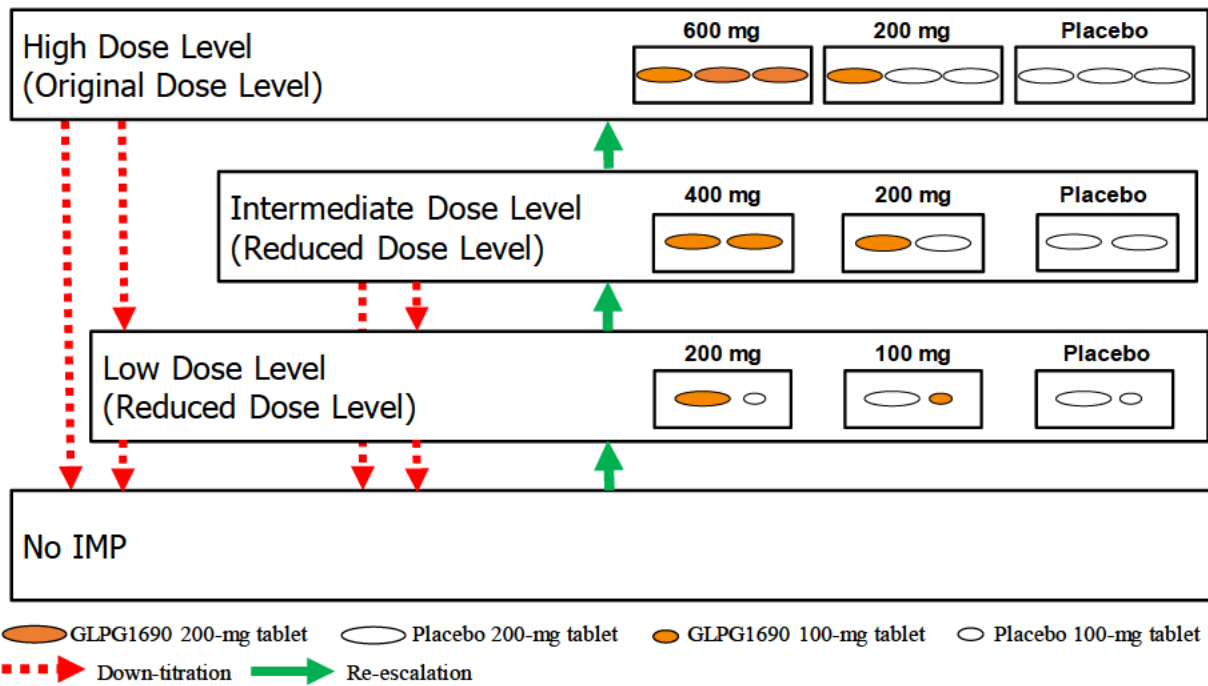 High Dose Level
(Original Dose Level)
600 mg 200 mg Placebo
Intermediate Dose Level
(Reduced Dose Level)
400 mg 200 mg Placebo
Low Dose Level
(Reduced Dose Level)
200 mg 100 mg Placebo
No IMP
GLPG1690 200-mg tablet Placebo 200-mg tablet GLPG1690 100-mg tablet Placebo 100-mg tablet
Down-titration Re-escalation